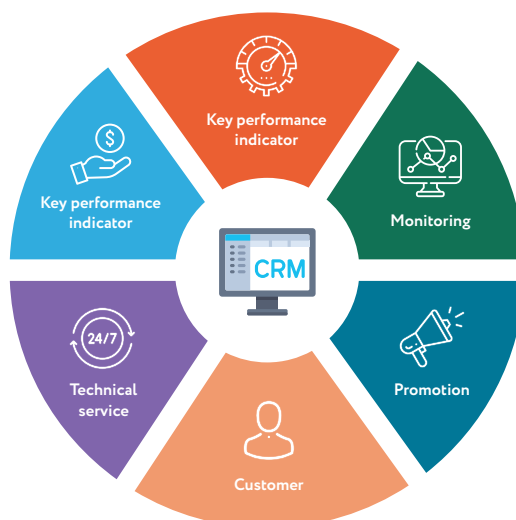 Key performance
indicator
$
Key performance
indicator
Monitoring
CRM
24/7
Technical
service
Promotion
Customer